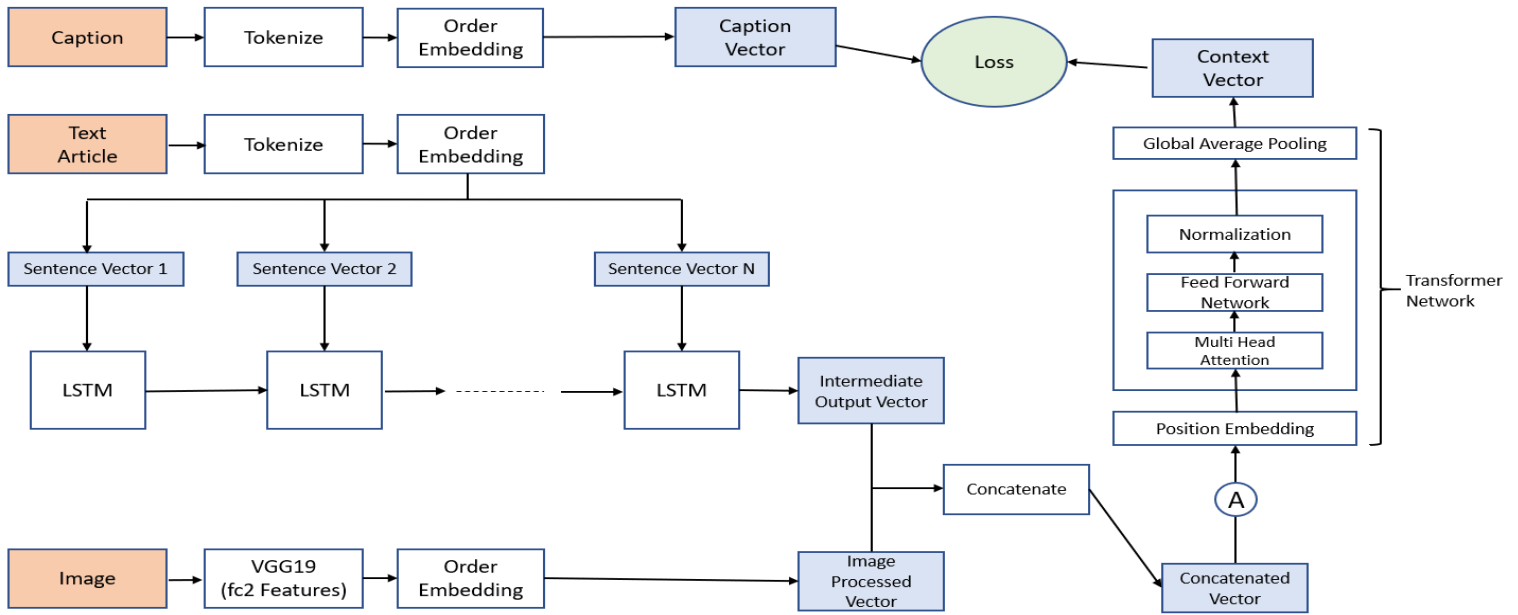 Caption
Tokenize
Order
Embedding
Caption
Vector
Loss
Context
Vector
Text
Article
Tokenize
Order
Embedding
Global Average Pooling
Normalization
Feed Forward
Network
Multi Head
Attention
Position Embedding
Transformer
Network
Sentence Vector 1
Sentence Vector 2
Sentence Vector N
LSTM
LSTM
LSTM
Intermediate
Output Vector
Concatenate
A
Image
VGG19
(fc2 Features)
Order
Embedding
Image
Processed
Vector
Concatenated
Vector